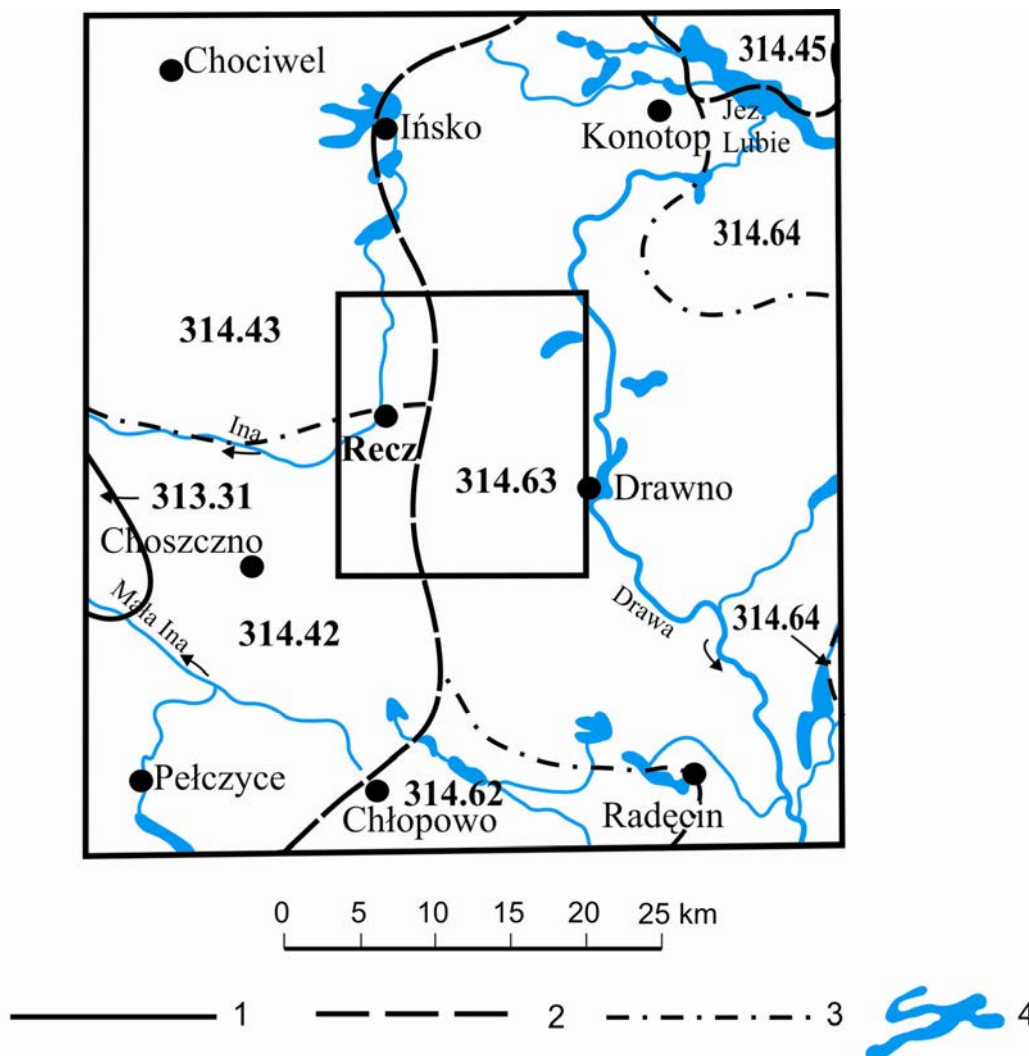 Chociwel
314.45
Ińsko
Konotop
Jez.
Lubie
314.64
314.43
Ina
Recz
314.63
Drawno
313.31
Choszczno
Mała Ina
314.42
Drawa
314.64
Pełczyce
314.62
Chłopowo
Radęcin
0 5 10 15 20 25 km
1 2 3 4